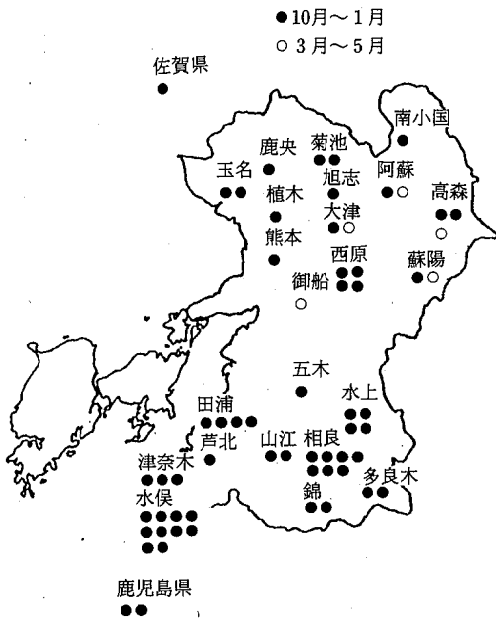 ● 10月～1月
○ 3月～5月
佐賀県
南小国
菊池
鹿央
阿蘇
玉名
旭志
高森
植木
大津
熊本
西原
蘇陽
御船
五木
水上
田浦
芦北
山江
相良
津奈木
多良木
水俣
錦
鹿児島県